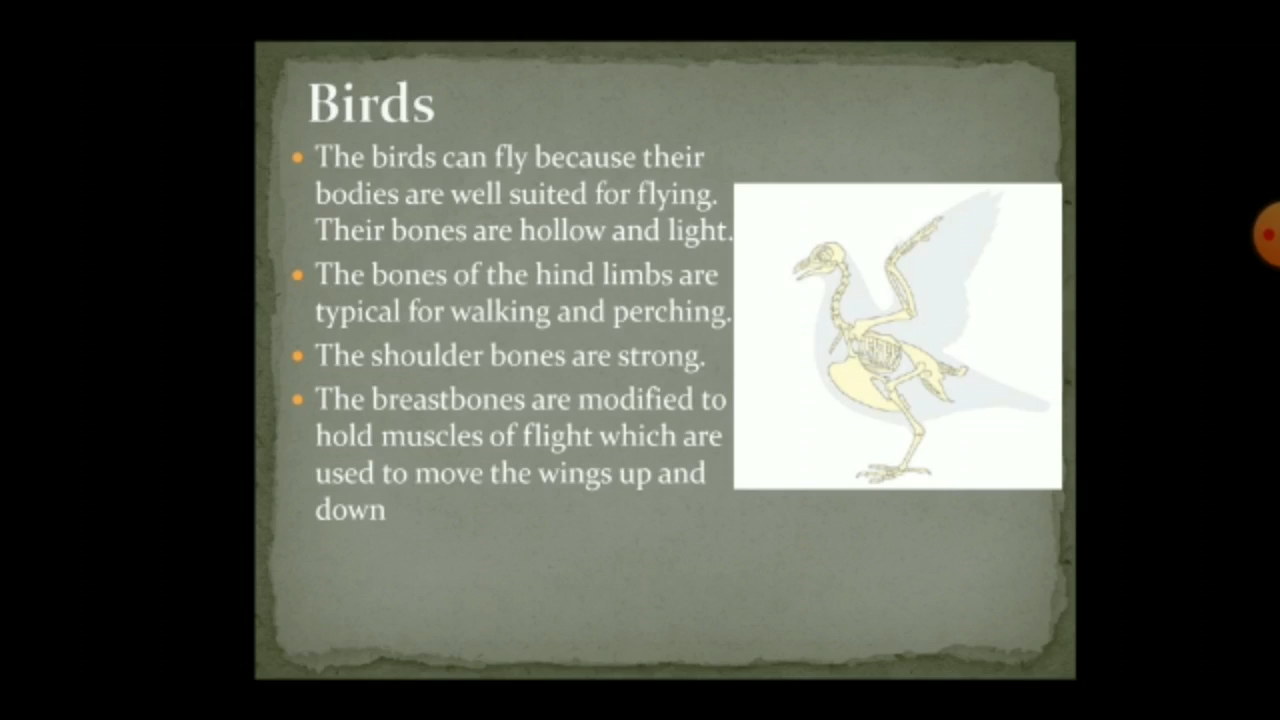 Birds
The birds can fly because their
bodies are well suited for flying.
Their bones are hollow and light.
The bones of the hind limbs are
typical for walking and perching.
The shoulder bones are strong.
The breastbones are modified to
hold muscles of flight which are
used to move the wings up and
down